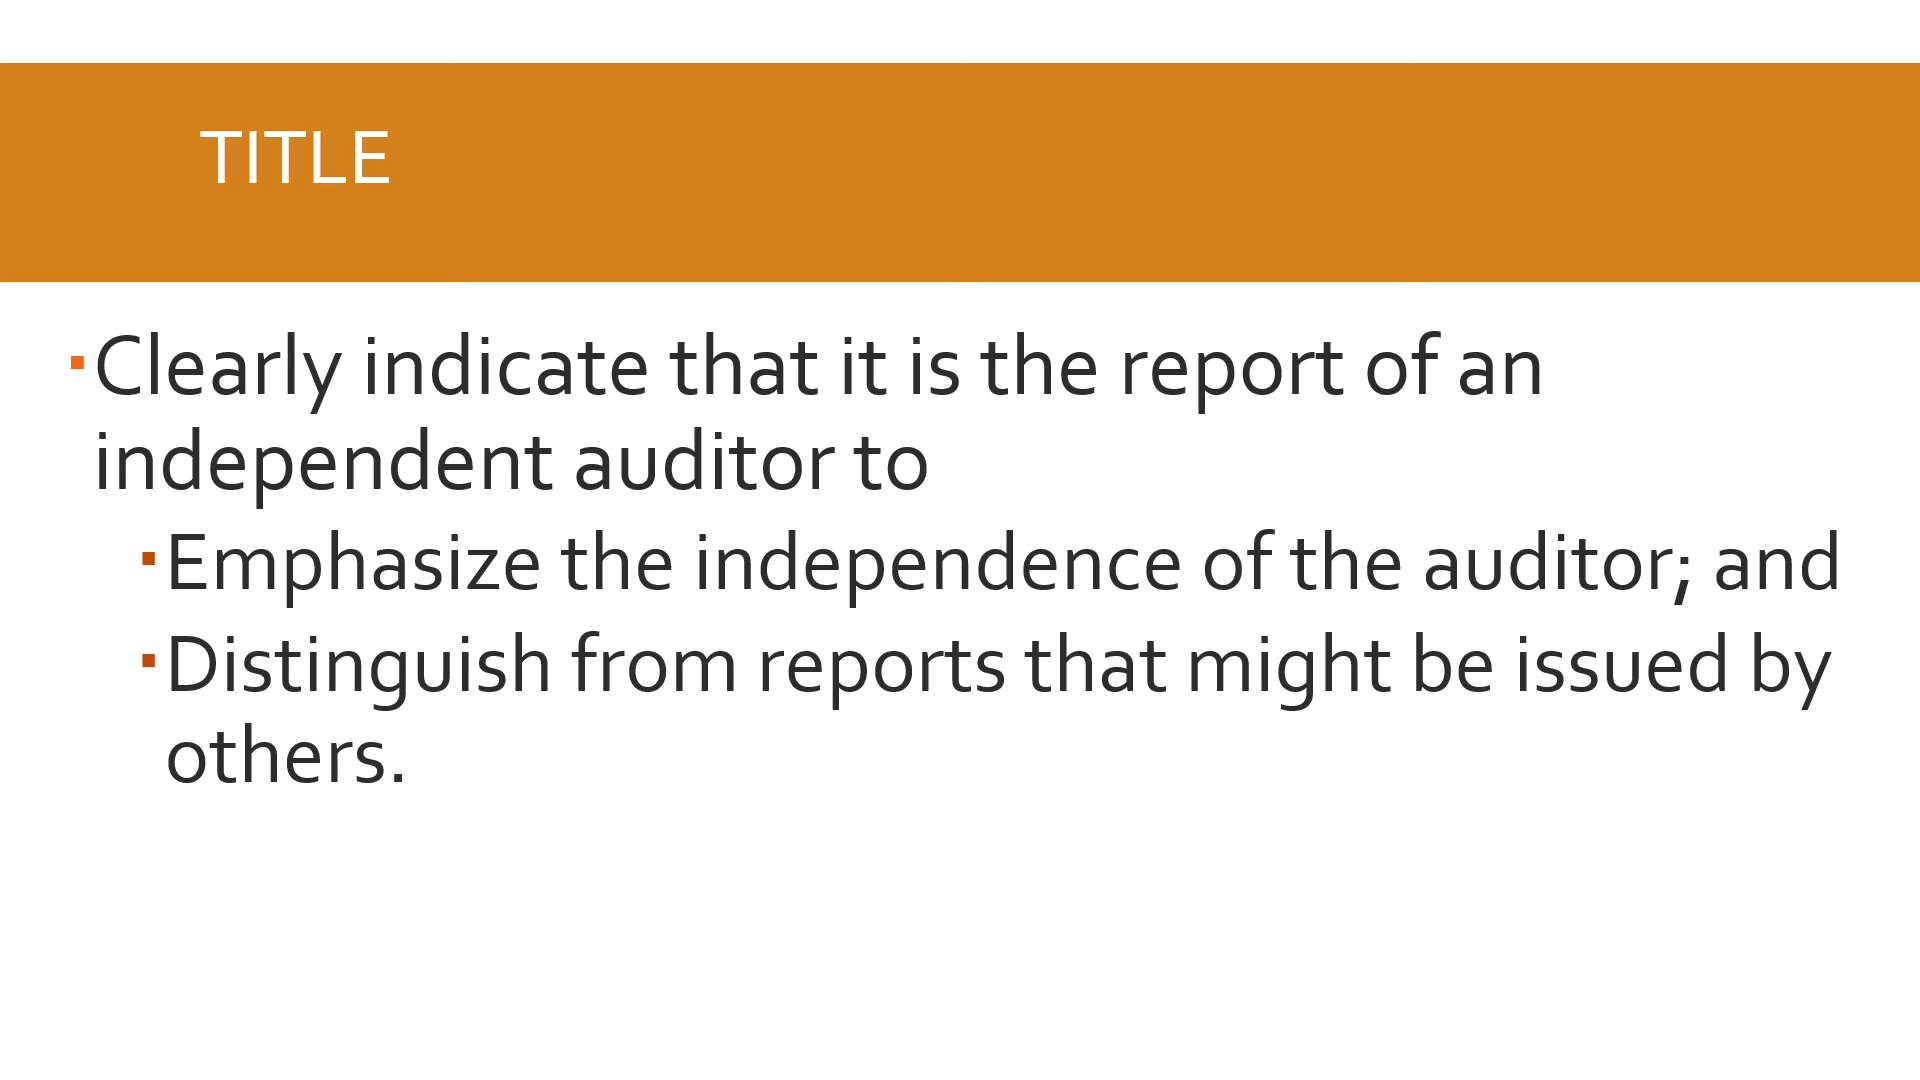 TITLE
▪Clearly indicate that it is the report of an
independent auditor to
▪Emphasize the independence of the auditor; and
▪Distinguish from reports that might be issued by
others.